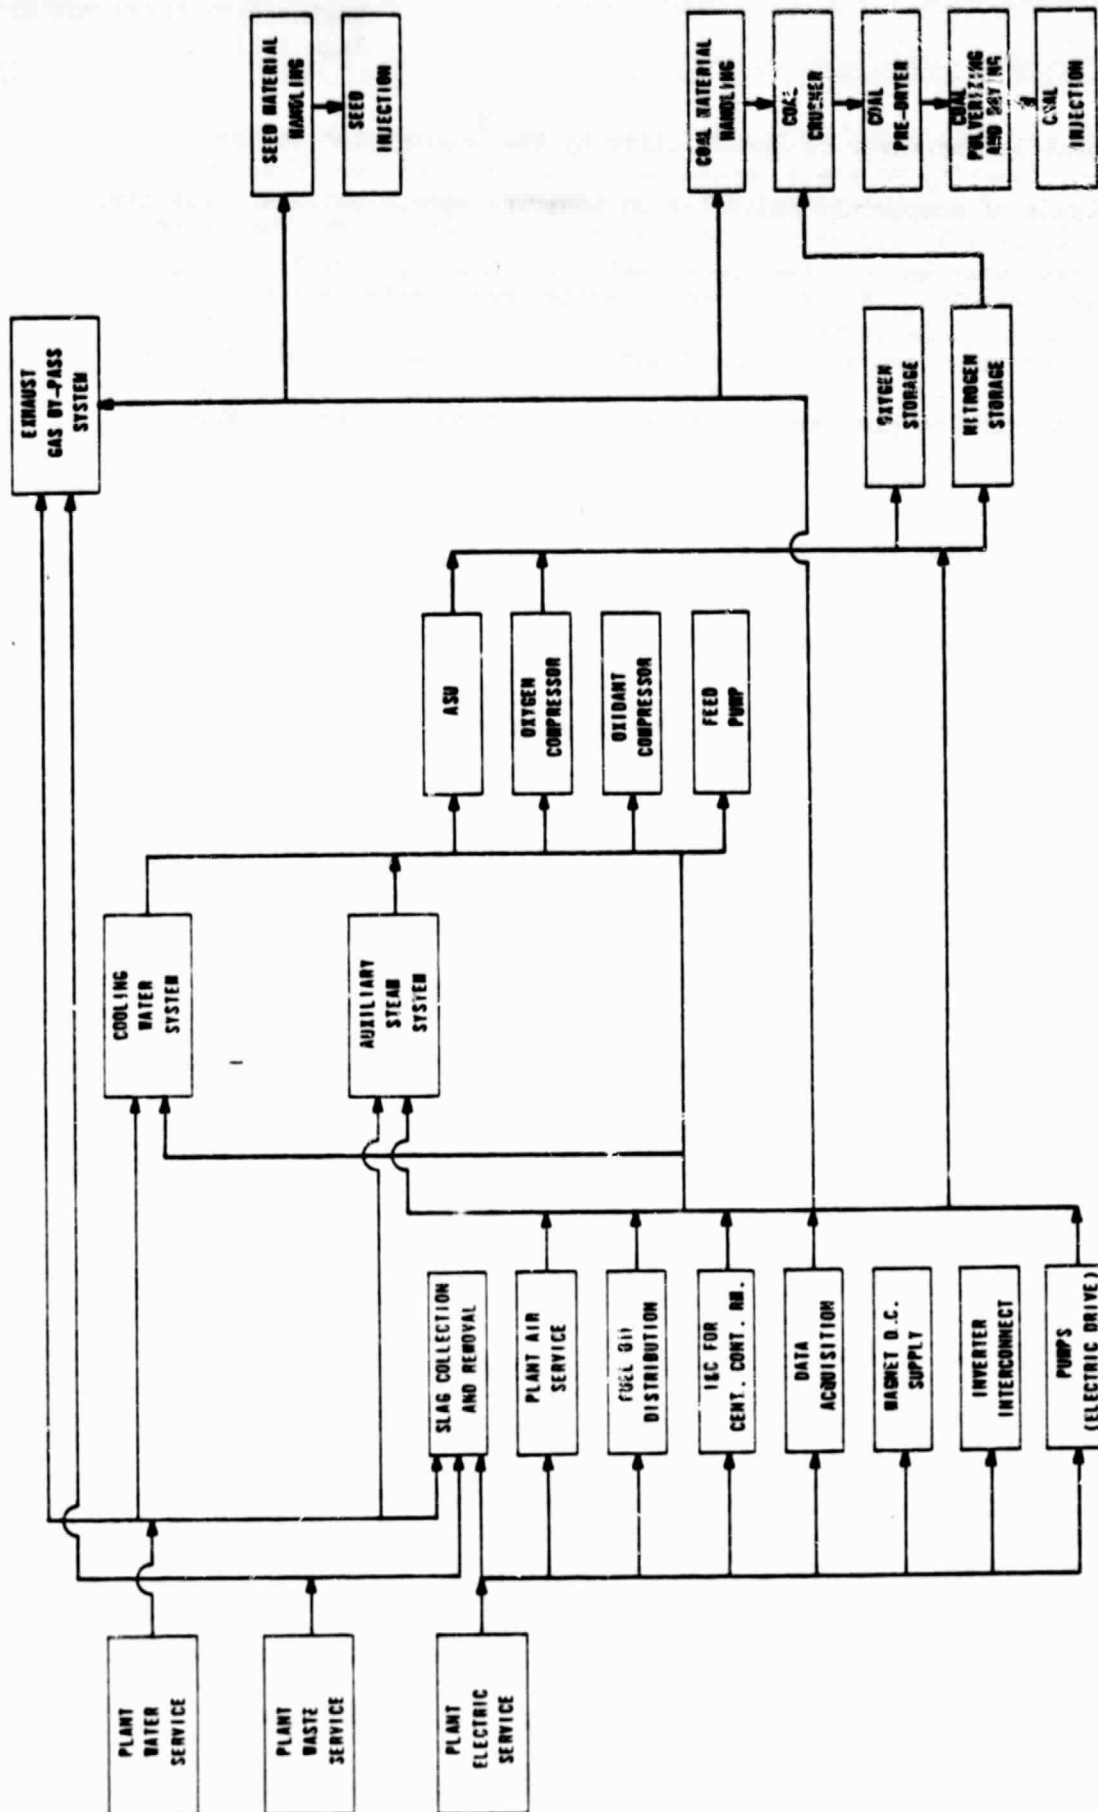 PLANT
WATER
SERVICE
PLANT
WASTE
SERVICE
PLANT
ELECTRIC
SERVICE
SLAG COLLECTION
AND REMOVAL
PLANT AIR
SERVICE
FUEL OIL
DISTRIBUTION
I&C FOR
CENT. CONT. RM.
DATA
ACQUISITION
MAGNET D.C.
SUPPLY
INVERTER
INTERCONNECT
PUMPS
(ELECTRIC DRIVE)
COOLING
WATER
SYSTEM
AUXILIARY
STEAM
SYSTEM
ASU
OXYGEN
COMPRESSOR
OXIDANT
COMPRESSOR
FEED
PUMP
EXHAUST
GAS BY-PASS
SYSTEM
OXYGEN
STORAGE
NITROGEN
STORAGE
SEED MATERIAL
HANDLING
SEED
INJECTION
COAL MATERIAL
HANDLING
COAL
CRUSHER
COAL
PRE-DRYER
COAL
PULVERIZING
AND DRYING
COAL
INJECTION